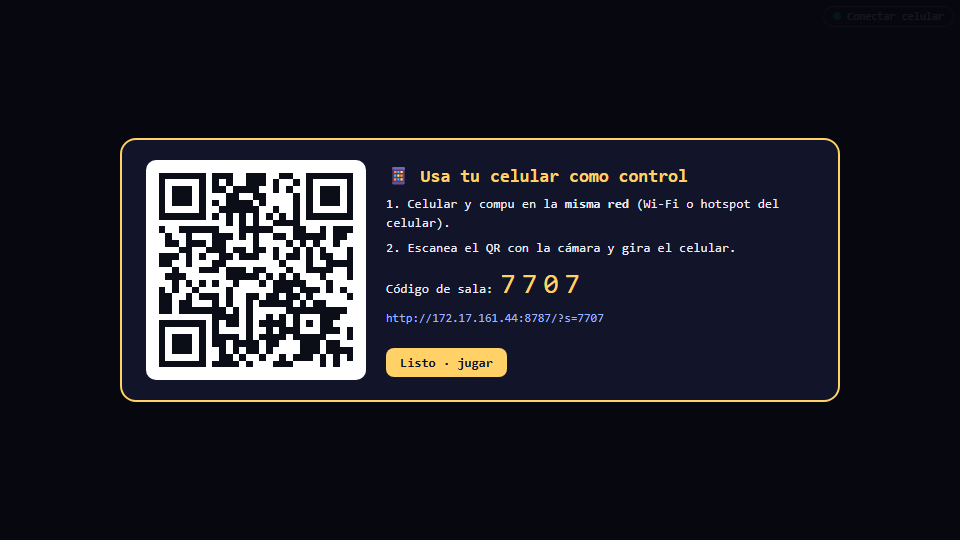 Conectar celular
Usa tu celular como control
1. Celular y compu en la misma red (Wi-Fi o hotspot del
celular).
2. Escanea el QR con la cámara y gira el celular.
Código de sala: 7707
http://172.17.161.44:8787/?s=7707
Listo · jugar